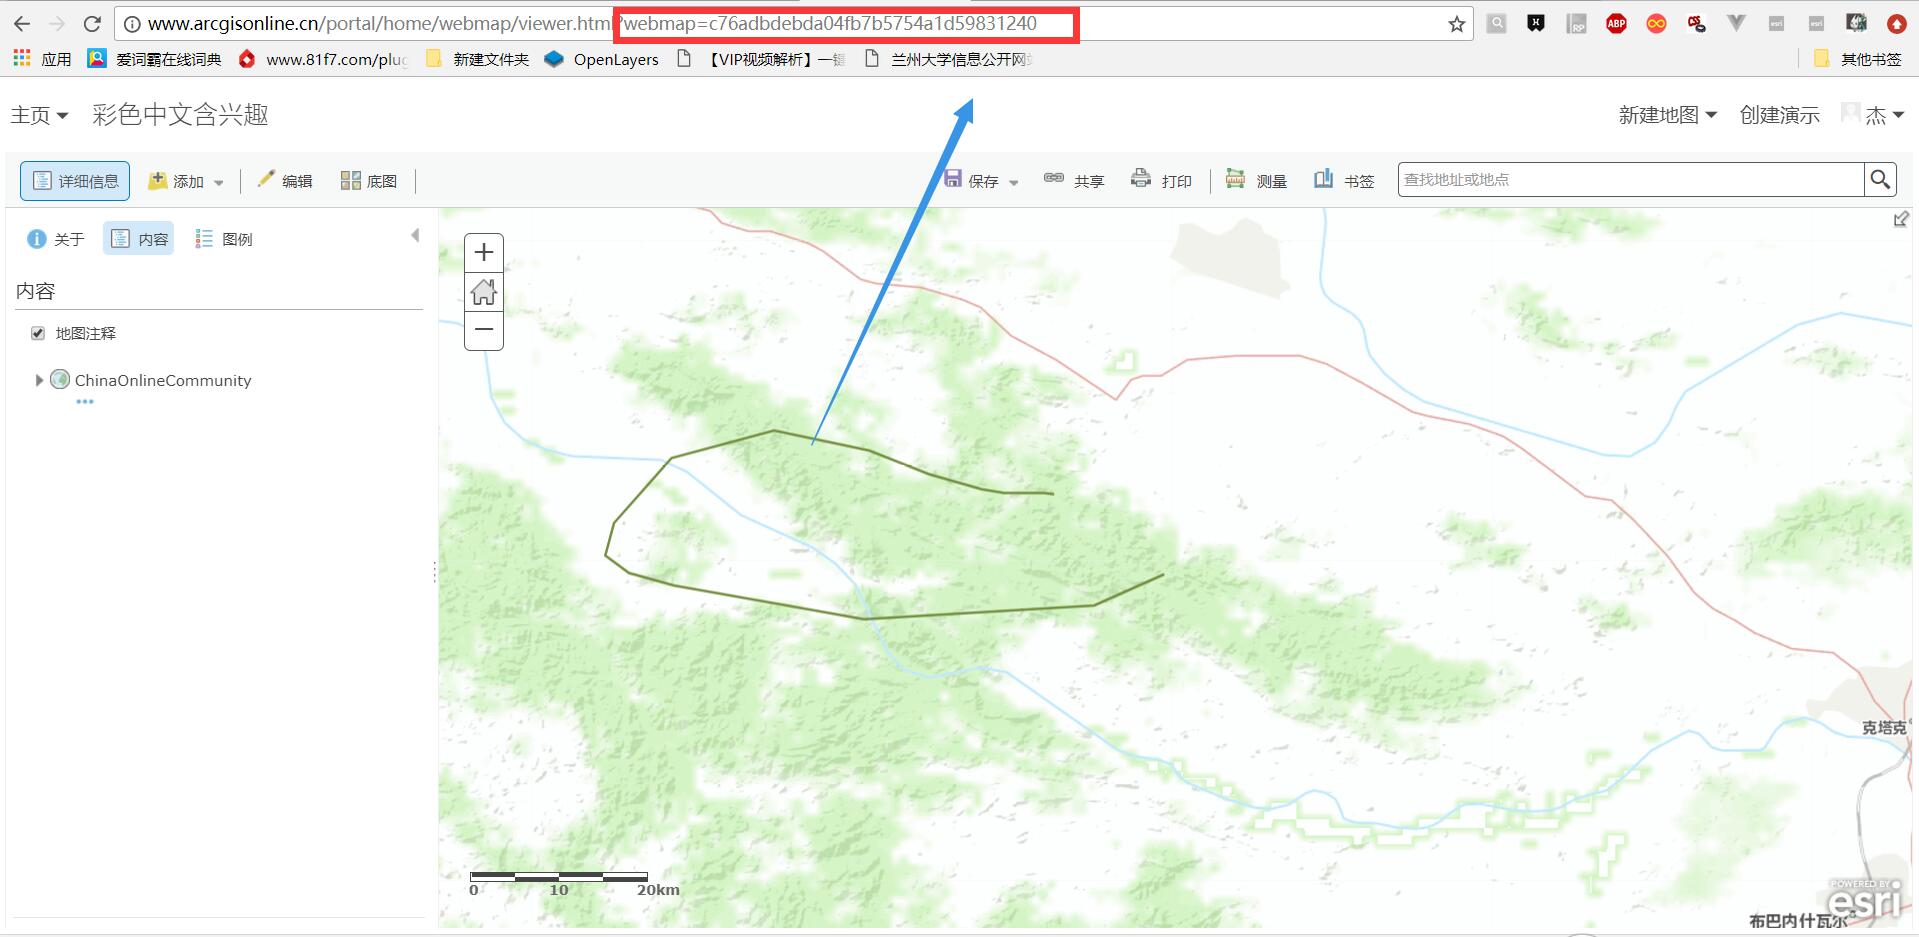 www.arcgisonline.cn/portal/home/webmap/viewer.html?webmap=c76adbdebda04fb7b5754a1d59831240
应用 爱词霸在线词典 www.81f7.com/plug 新建文件夹 OpenLayers 【VIP视频解析】一键 兰州大学信息公开网 其他书签
主页 彩色中文含兴趣 新建地图 创建演示 杰
详细信息 添加 编辑 底图 保存 共享 打印 测量 书签 查找地址或地点
关于 内容 图例
内容
地图注释
ChinaOnlineCommunity
克塔克
0 10 20km
POWERED BY
esri
布巴内什瓦尔